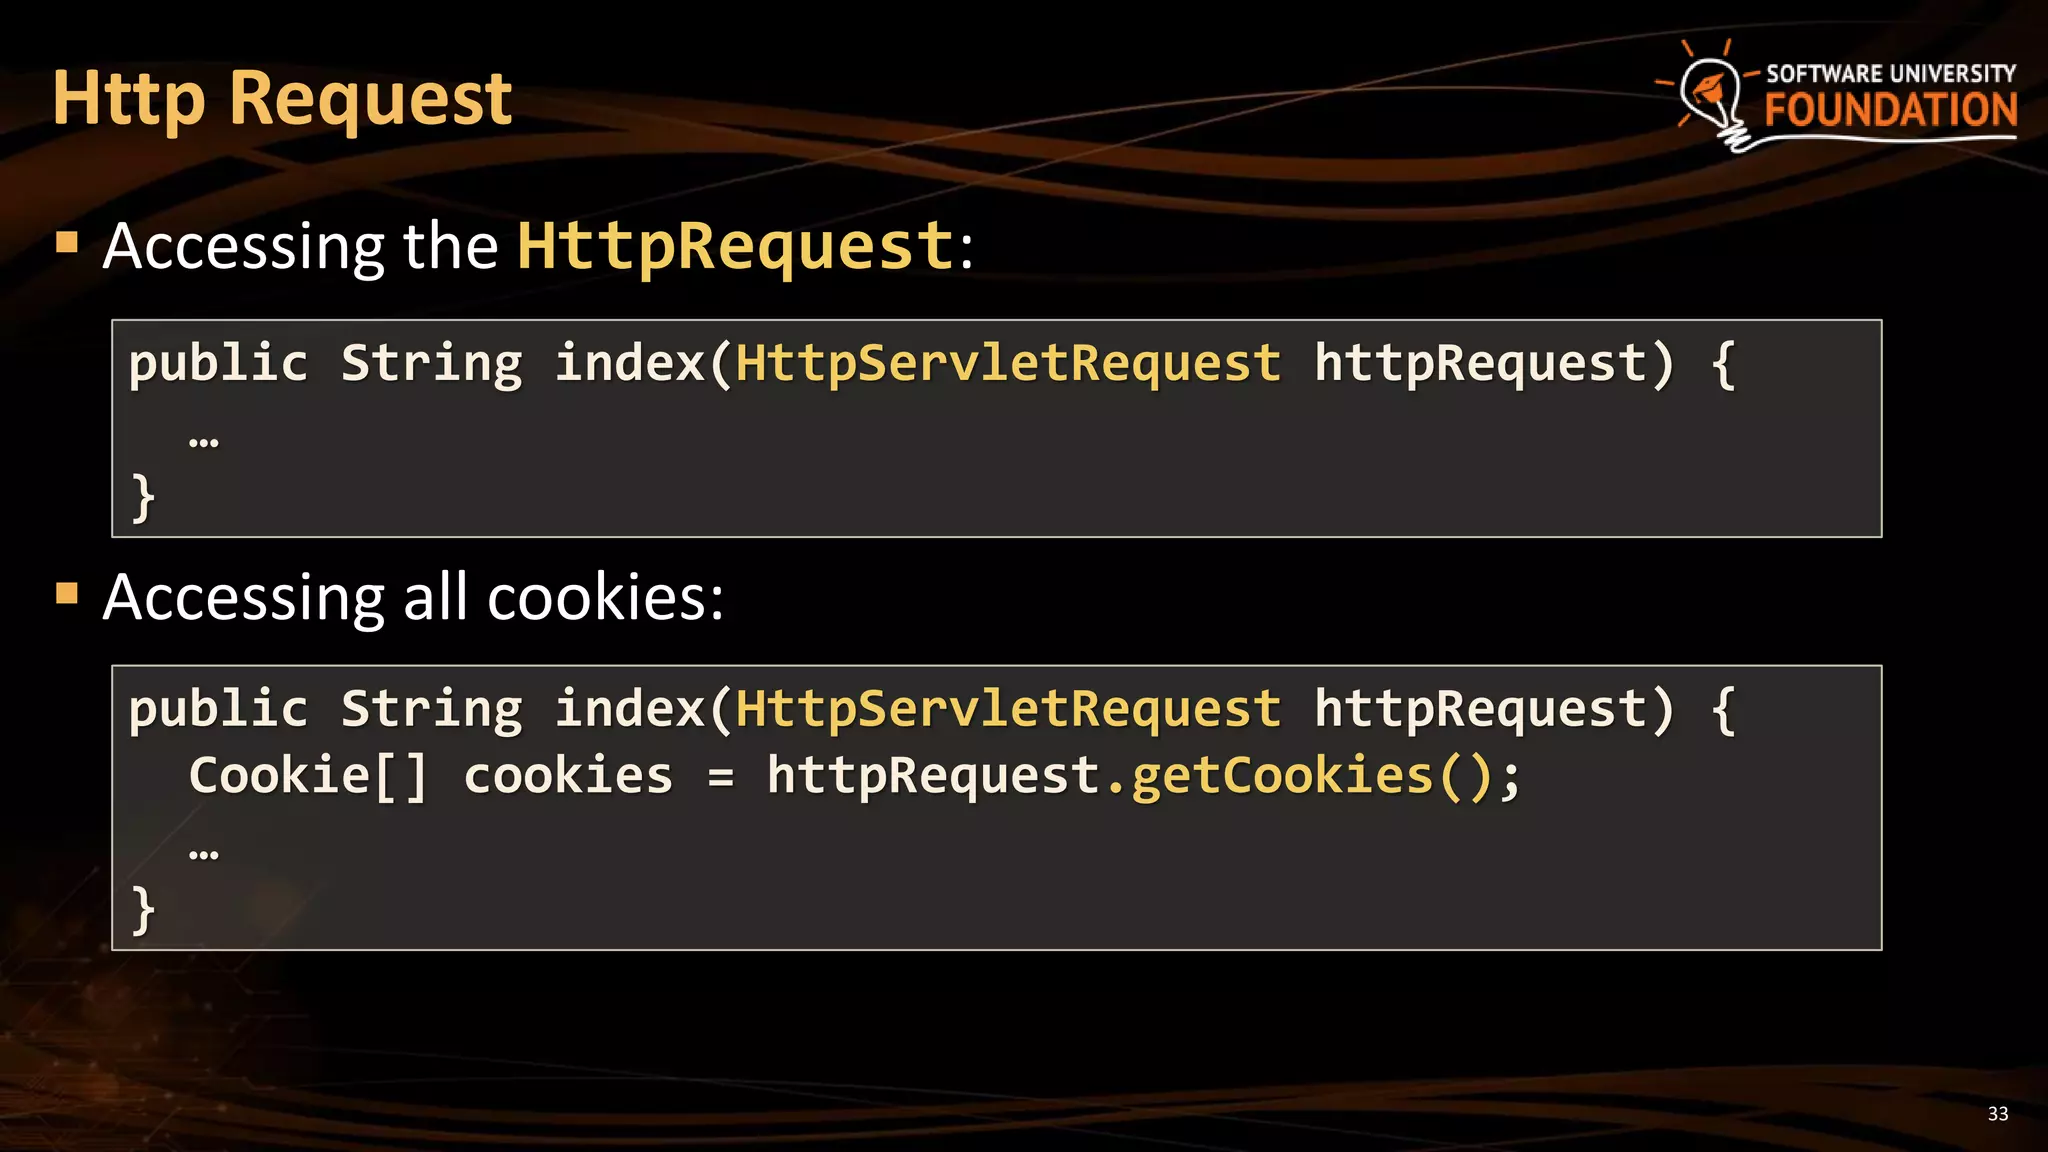 Http Request
SOFTWARE UNIVERSITY
FOUNDATION
Accessing the HttpRequest:
public String index(HttpServletRequest httpRequest) {
…
}
Accessing all cookies:
public String index(HttpServletRequest httpRequest) {
Cookie[] cookies = httpRequest.getCookies();
…
}
33